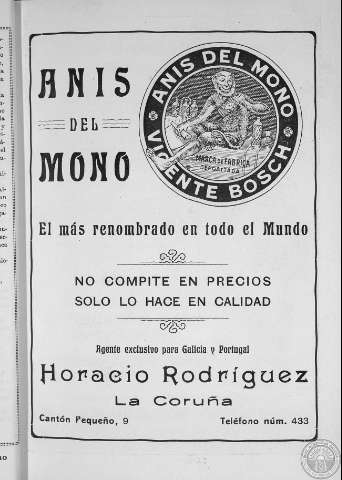 ANIS
DEL
MONO
ANIS DEL MONO
VICENTE BOSCH
MARCA DE FABRICA
El más renombrado en todo el Mundo
NO COMPITE EN PRECIOS
SOLO LO HACE EN CALIDAD
Agente exclusivo para Galicia y Portugal
Horacio Rodríguez
La Coruña
Cantón Pequeño, 9 Teléfono núm. 433